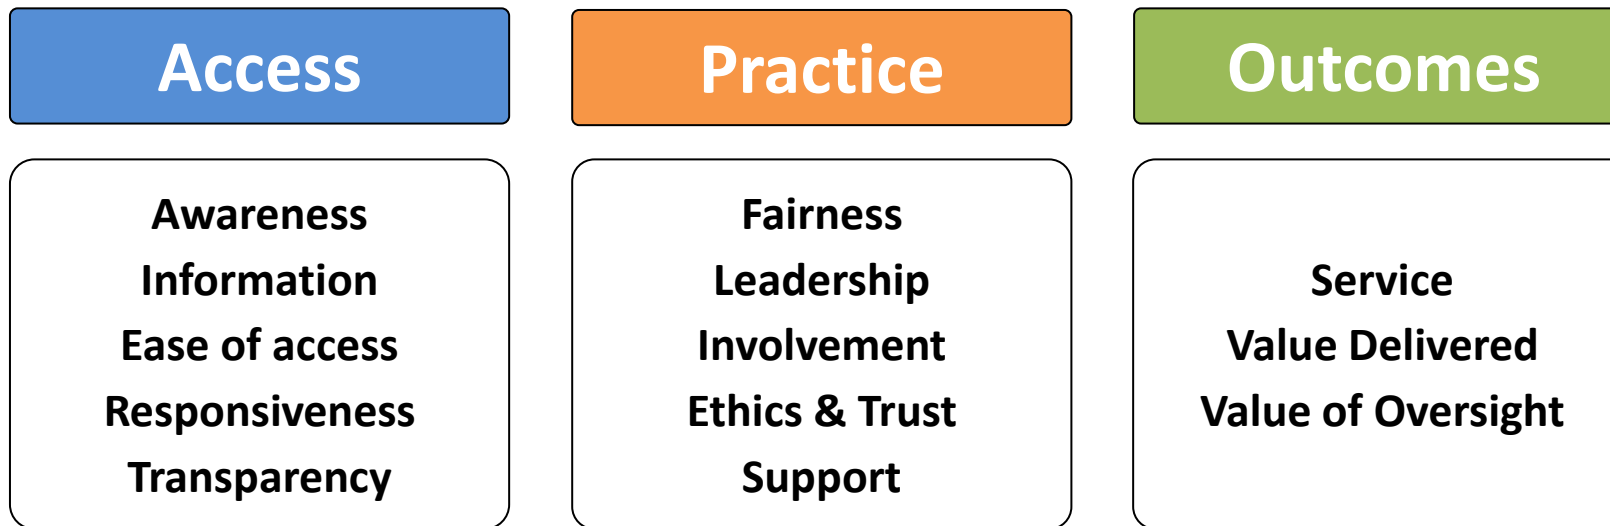 Access
Awareness
Information
Ease of access
Responsiveness
Transparency
Practice
Fairness
Leadership
Involvement
Ethics & Trust
Support
Outcomes
Service
Value Delivered
Value of Oversight